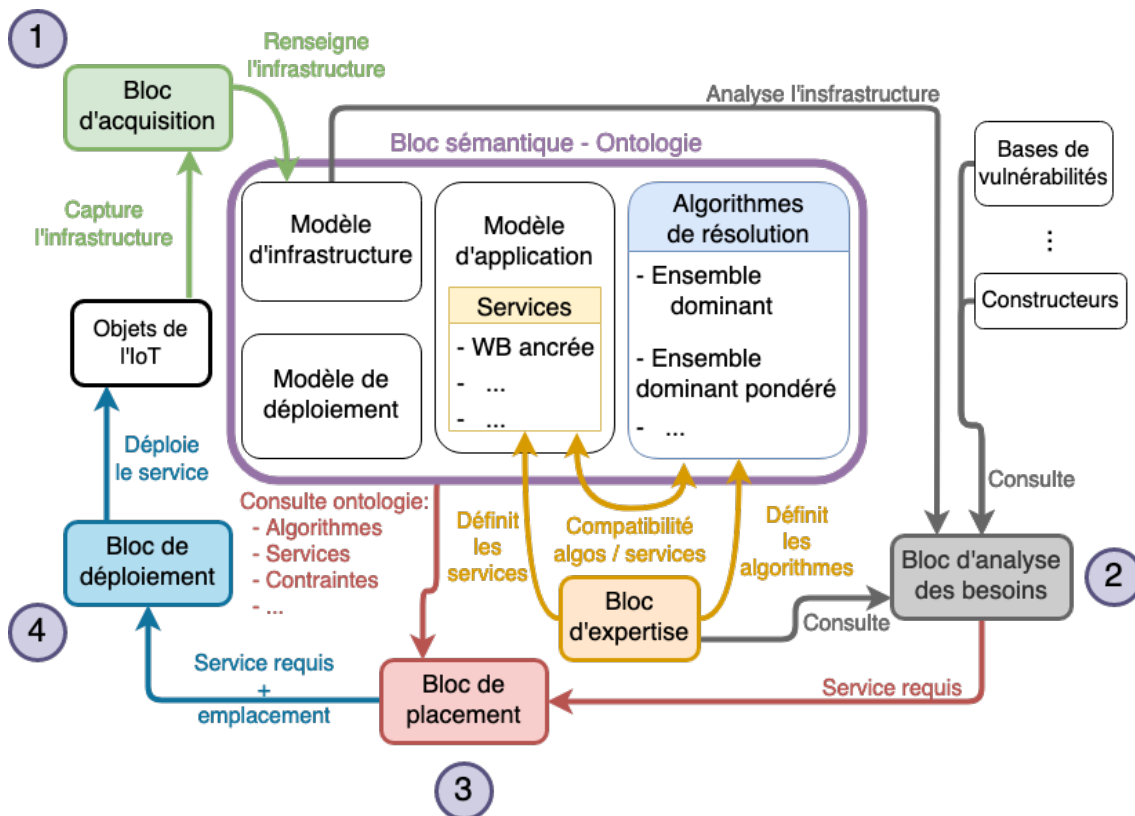 1
Renseigne
l'infrastructure
Bloc
d'acquisition
Analyse l'insfrastructure
Bloc sémantique - Ontologie
Bases de
vulnérabilités
⋮
Constructeurs
Capture
l'infrastructure
Modèle
d'infrastructure
Modèle
d'application
Services
- WB ancrée
- ...
- ...
Algorithmes
de résolution
- Ensemble
dominant
- Ensemble
dominant pondéré
- ...
Objets de
l'IoT
Modèle de
déploiement
Déploie
le service
Consulte ontologie:
- Algorithmes
- Services
- Contraintes
- ...
Définit
les
services
Compatibilité
algos / services
Définit
les
algorithmes
Consulte
Bloc de
déploiement
4
Bloc
d'expertise
Consulte
Bloc d'analyse
des besoins
2
Service requis
+
emplacement
Bloc de
placement
Service requis
3